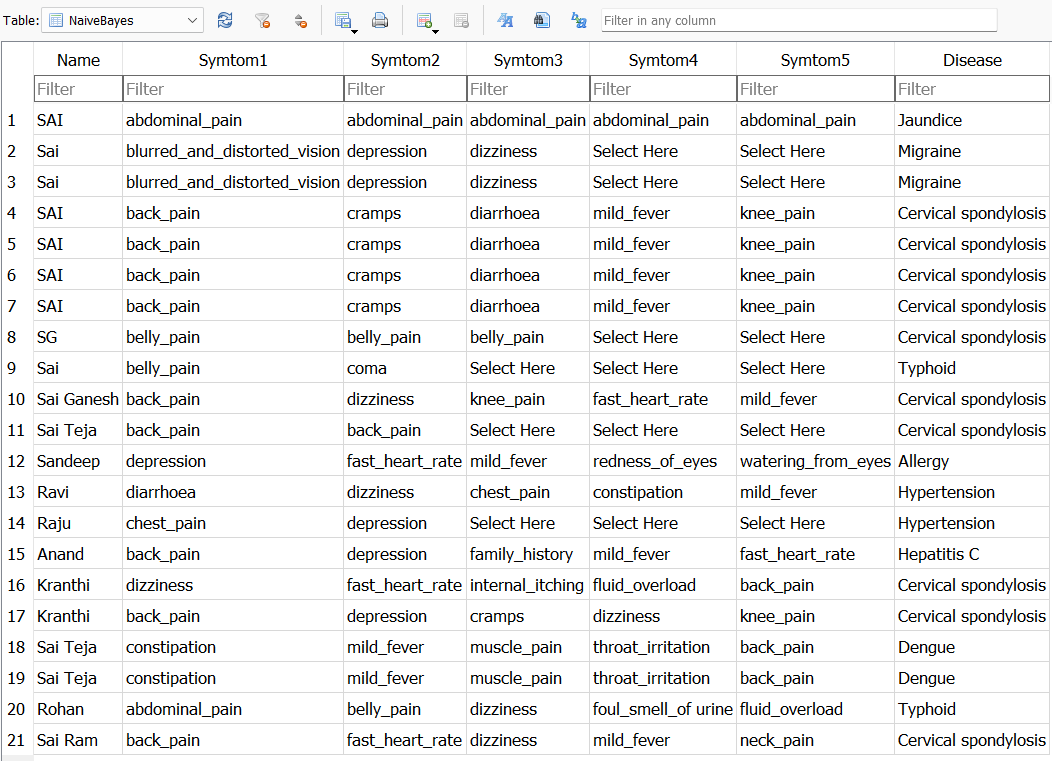 Table: NaiveBayes Filter in any column
Name Symtom1 Symtom2 Symtom3 Symtom4 Symtom5 Disease
Filter Filter Filter Filter Filter Filter Filter
1 SAI abdominal_pain abdominal_pain abdominal_pain abdominal_pain abdominal_pain Jaundice
2 Sai blurred_and_distorted_vision depression dizziness Select Here Select Here Migraine
3 Sai blurred_and_distorted_vision depression dizziness Select Here Select Here Migraine
4 SAI back_pain cramps diarrhoea mild_fever knee_pain Cervical spondylosis
5 SAI back_pain cramps diarrhoea mild_fever knee_pain Cervical spondylosis
6 SAI back_pain cramps diarrhoea mild_fever knee_pain Cervical spondylosis
7 SAI back_pain cramps diarrhoea mild_fever knee_pain Cervical spondylosis
8 SG belly_pain belly_pain belly_pain Select Here Select Here Cervical spondylosis
9 Sai belly_pain coma Select Here Select Here Select Here Typhoid
10 Sai Ganesh back_pain dizziness knee_pain fast_heart_rate mild_fever Cervical spondylosis
11 Sai Teja back_pain back_pain Select Here Select Here Select Here Cervical spondylosis
12 Sandeep depression fast_heart_rate mild_fever redness_of_eyes watering_from_eyes Allergy
13 Ravi diarrhoea dizziness chest_pain constipation mild_fever Hypertension
14 Raju chest_pain depression Select Here Select Here Select Here Hypertension
15 Anand back_pain depression family_history mild_fever fast_heart_rate Hepatitis C
16 Kranthi dizziness fast_heart_rate internal_itching fluid_overload back_pain Cervical spondylosis
17 Kranthi back_pain depression cramps dizziness knee_pain Cervical spondylosis
18 Sai Teja constipation mild_fever muscle_pain throat_irritation back_pain Dengue
19 Sai Teja constipation mild_fever muscle_pain throat_irritation back_pain Dengue
20 Rohan abdominal_pain belly_pain dizziness foul_smell_of urine fluid_overload Typhoid
21 Sai Ram back_pain fast_heart_rate dizziness mild_fever neck_pain Cervical spondylosis